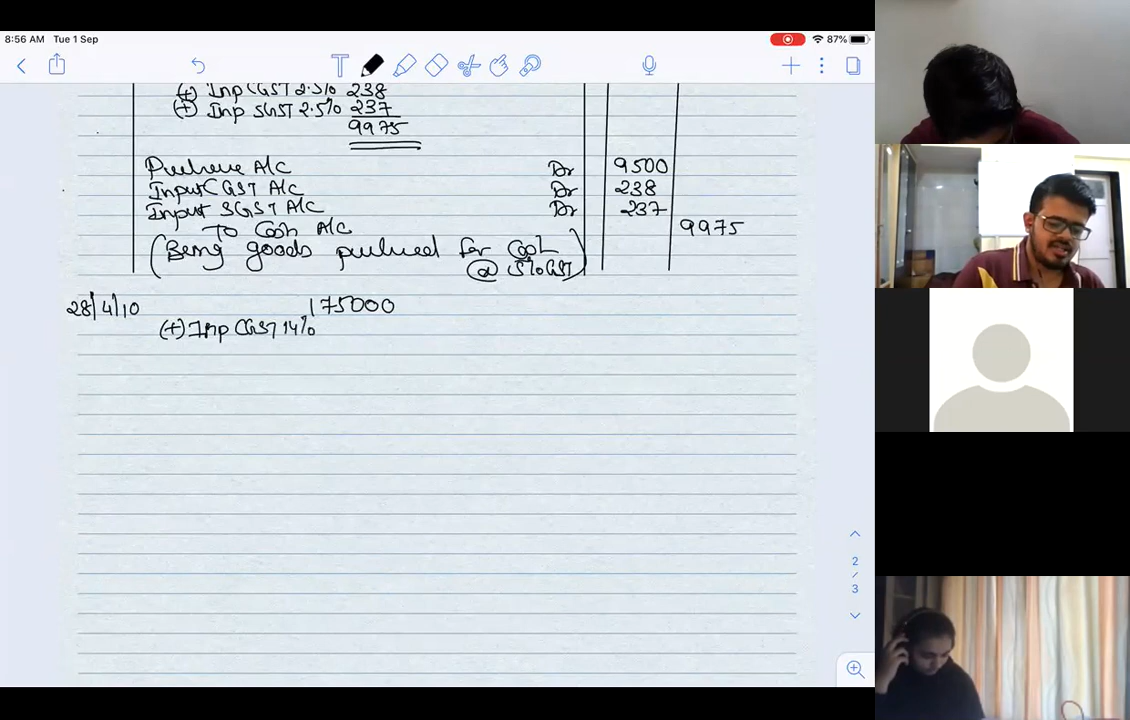 8:56 AM Tue 1 Sep 87%
(+) Inp CGST 2.5% 238
(+) Inp SGST 2.5% 237
9975
Purchase A/C Dr 9500
Input CGST A/C Dr 238
Input SGST A/C Dr 237
To Cash A/C 9975
(Being goods purchased for Cash
@ 5% GST)
28/4/10 175000
(+) Inp CGST 14%
2
/
3